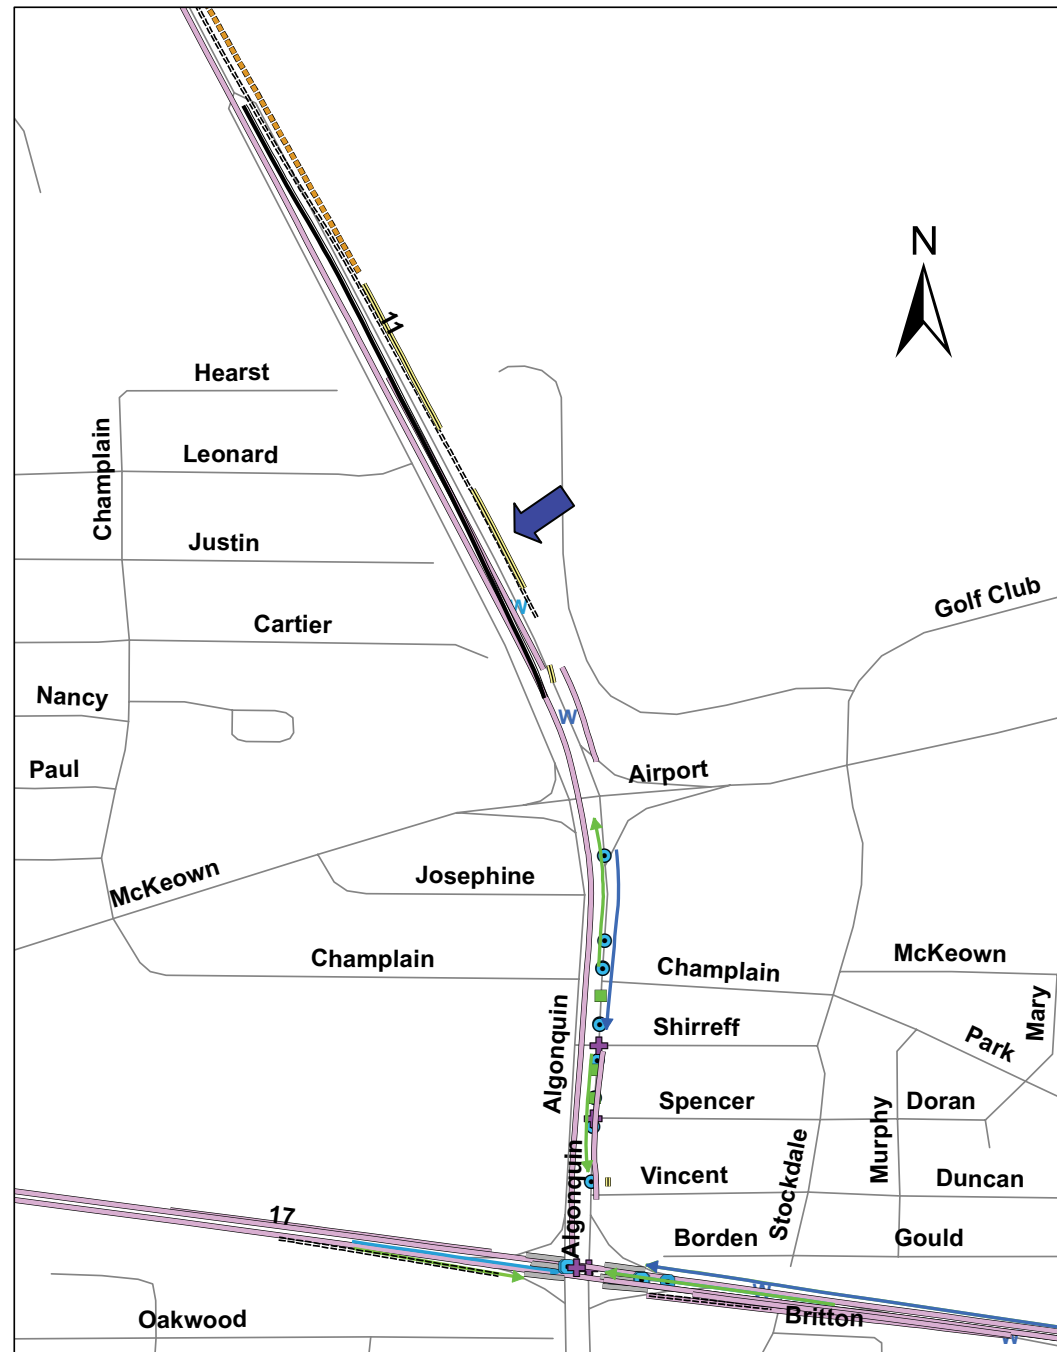 N
11
Hearst
Champlain
Leonard
Justin
W
Golf Club
Cartier
Nancy
W
Paul
Airport
McKeown
Josephine
Champlain
Champlain
McKeown
Algonquin
Shirreff
Mary
Park
Spencer
Murphy
Doran
Algonquin
Vincent
Stockdale
Duncan
17
Borden
Gould
W
Oakwood
Britton
W